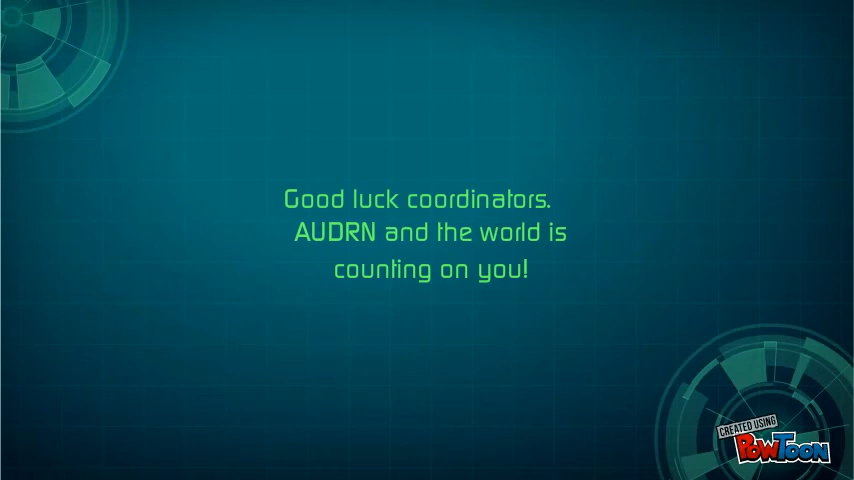 Good luck coordinators.
AUDRN and the world is
counting on you!
CREATED USING
POWTOON